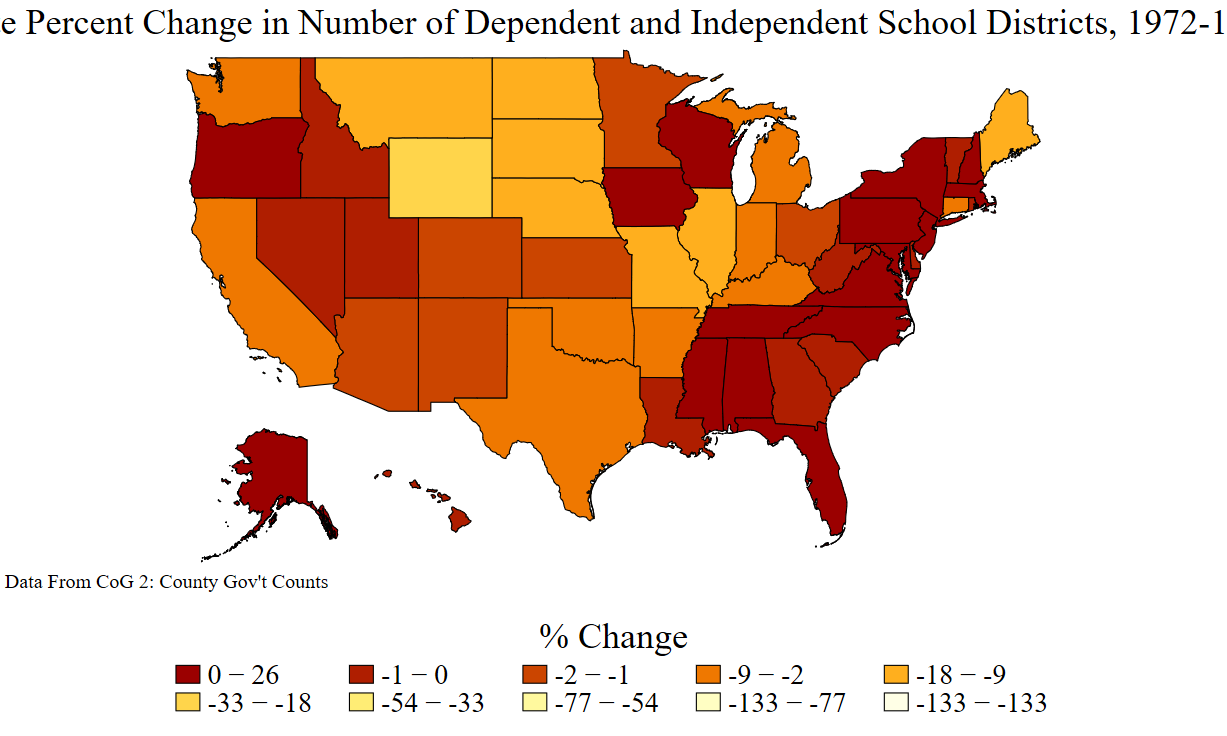 e Percent Change in Number of Dependent and Independent School Districts, 1972-1
Data From CoG 2: County Gov't Counts
% Change
0 – 26 -1 – 0 -2 – -1 -9 – -2 -18 – -9
-33 – -18 -54 – -33 -77 – -54 -133 – -77 -133 – -133